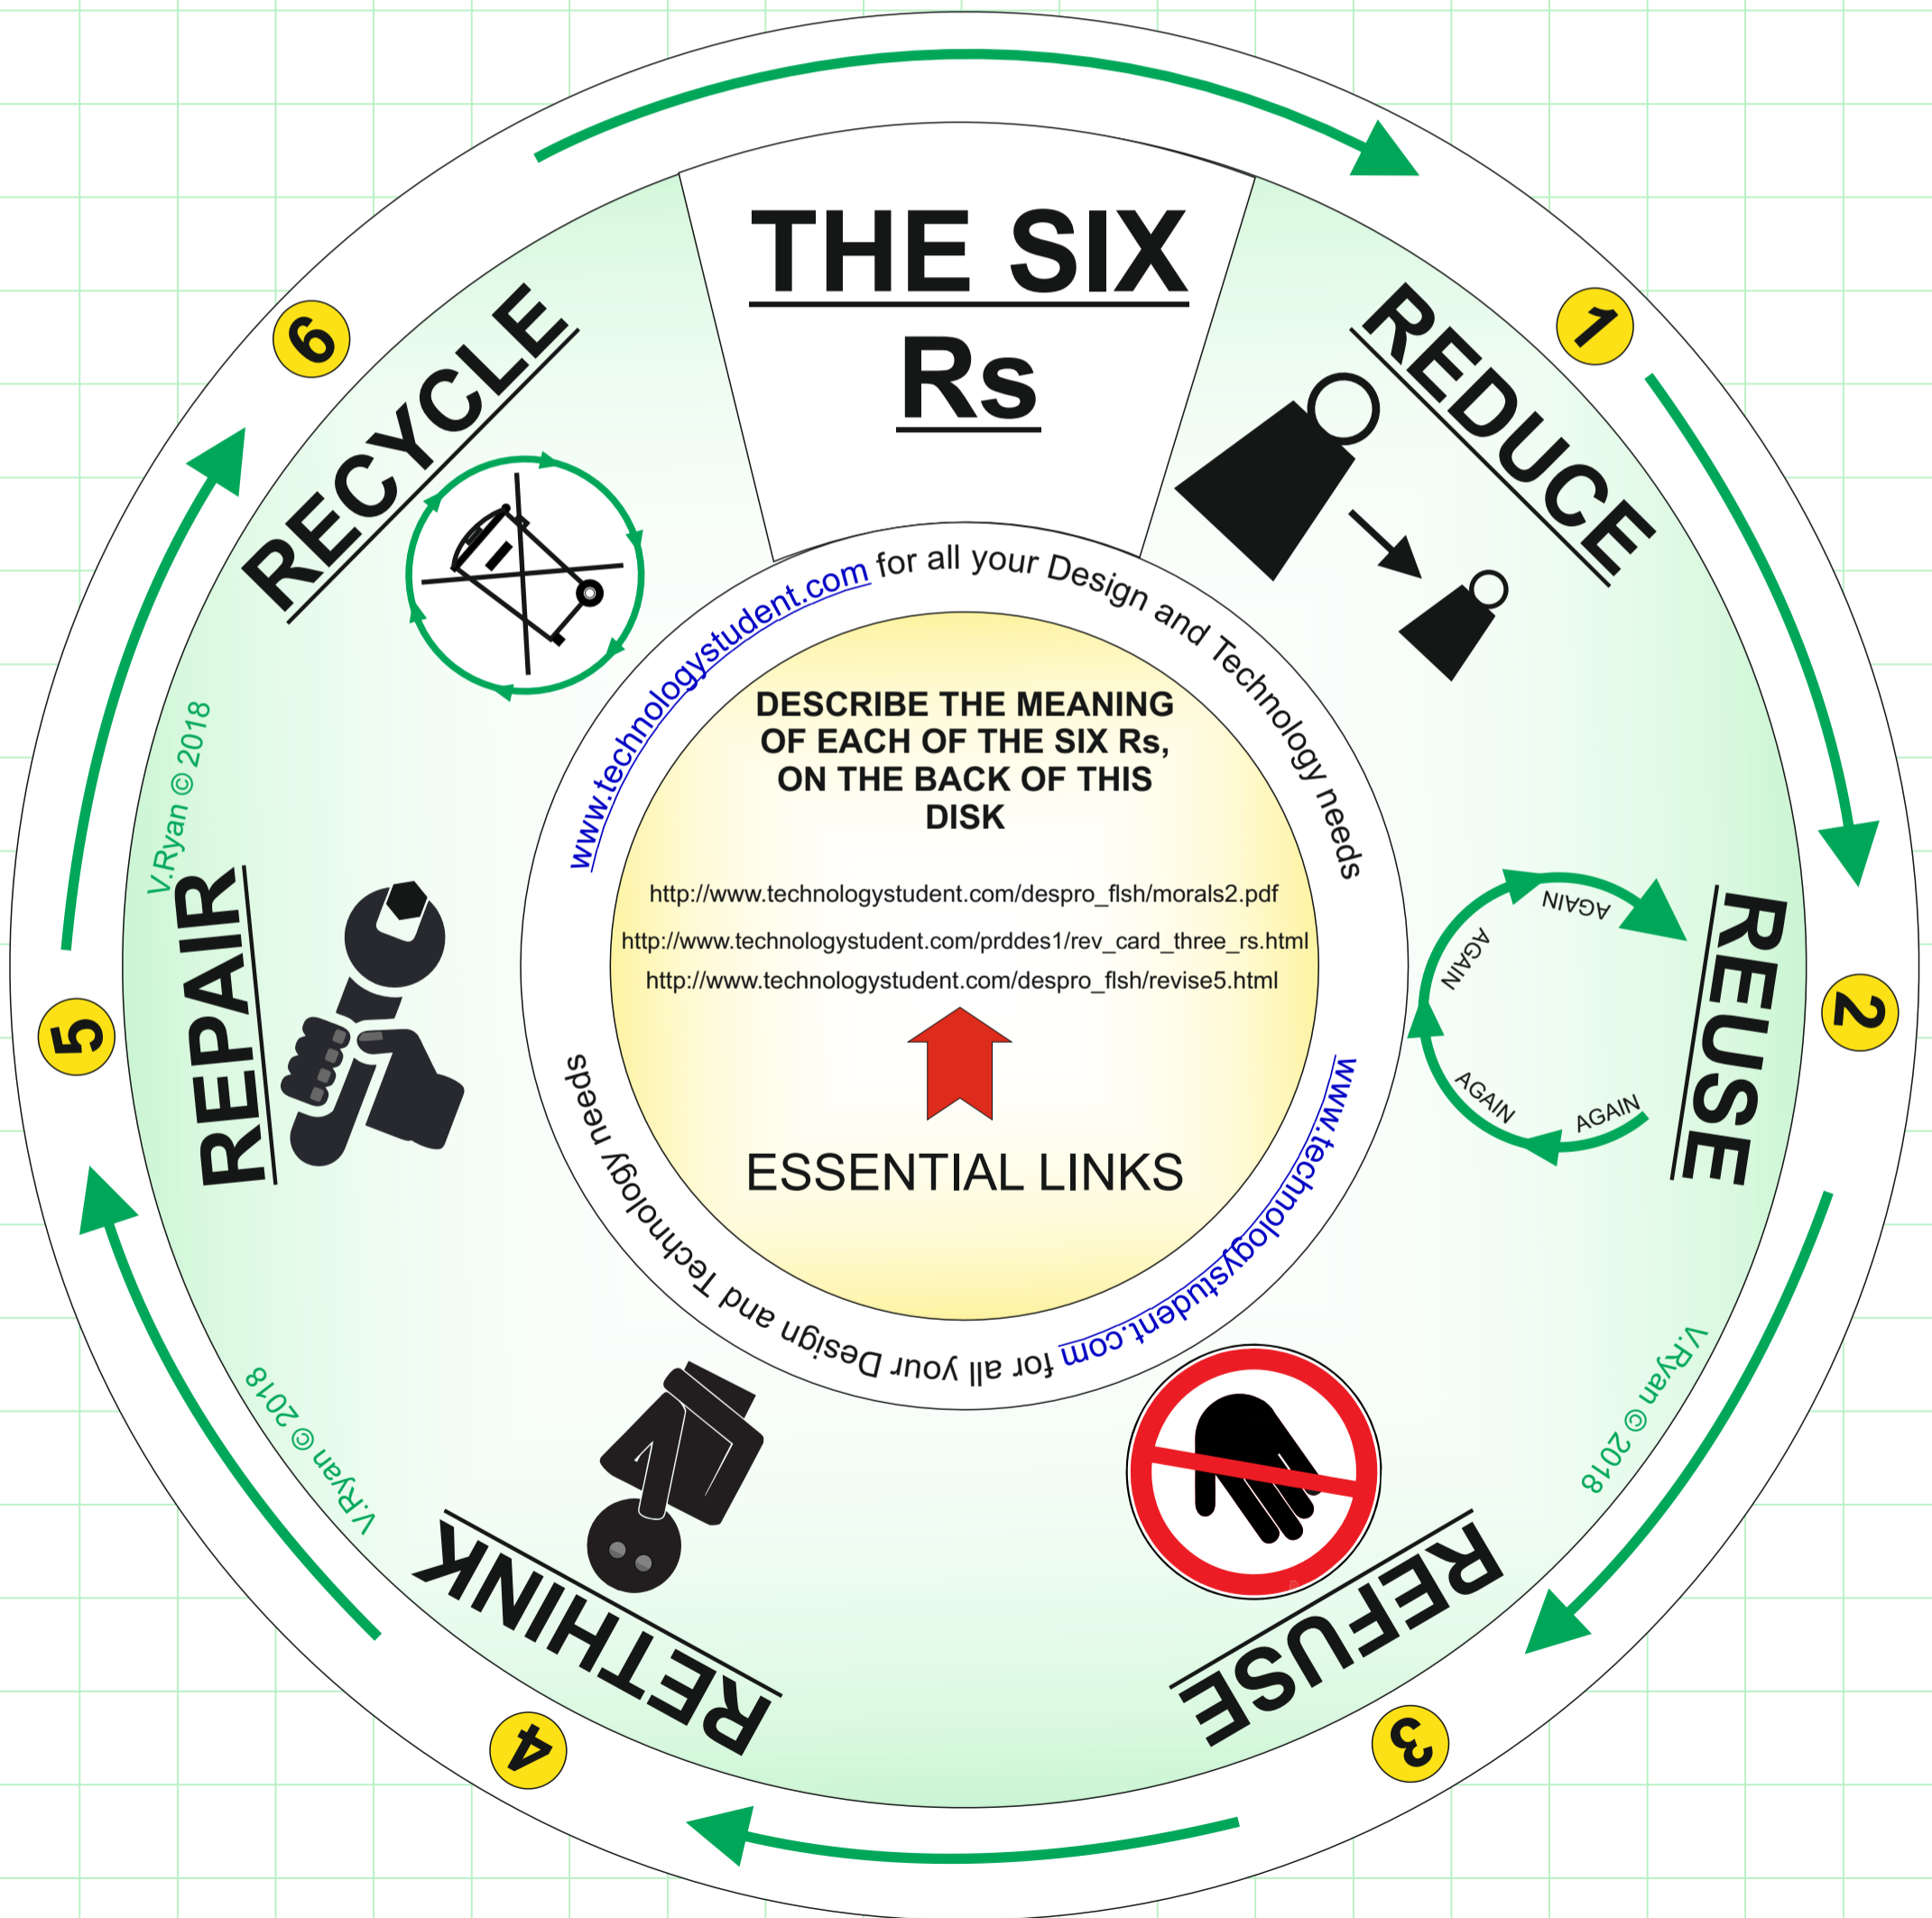 THE SIX
Rs
1
REDUCE
2
REUSE
AGAIN
AGAIN
AGAIN
AGAIN
3
REFUSE
4
RETHINK
5
REPAIR
6
RECYCLE
www.technologystudent.com for all your Design and Technology needs
www.technologystudent.com for all your Design and Technology needs
DESCRIBE THE MEANING
OF EACH OF THE SIX Rs,
ON THE BACK OF THIS
DISK
http://www.technologystudent.com/despro_flsh/morals2.pdf
http://www.technologystudent.com/prddes1/rev_card_three_rs.html
http://www.technologystudent.com/despro_flsh/revise5.html
ESSENTIAL LINKS
V.Ryan © 2018
V.Ryan © 2018
V.Ryan © 2018